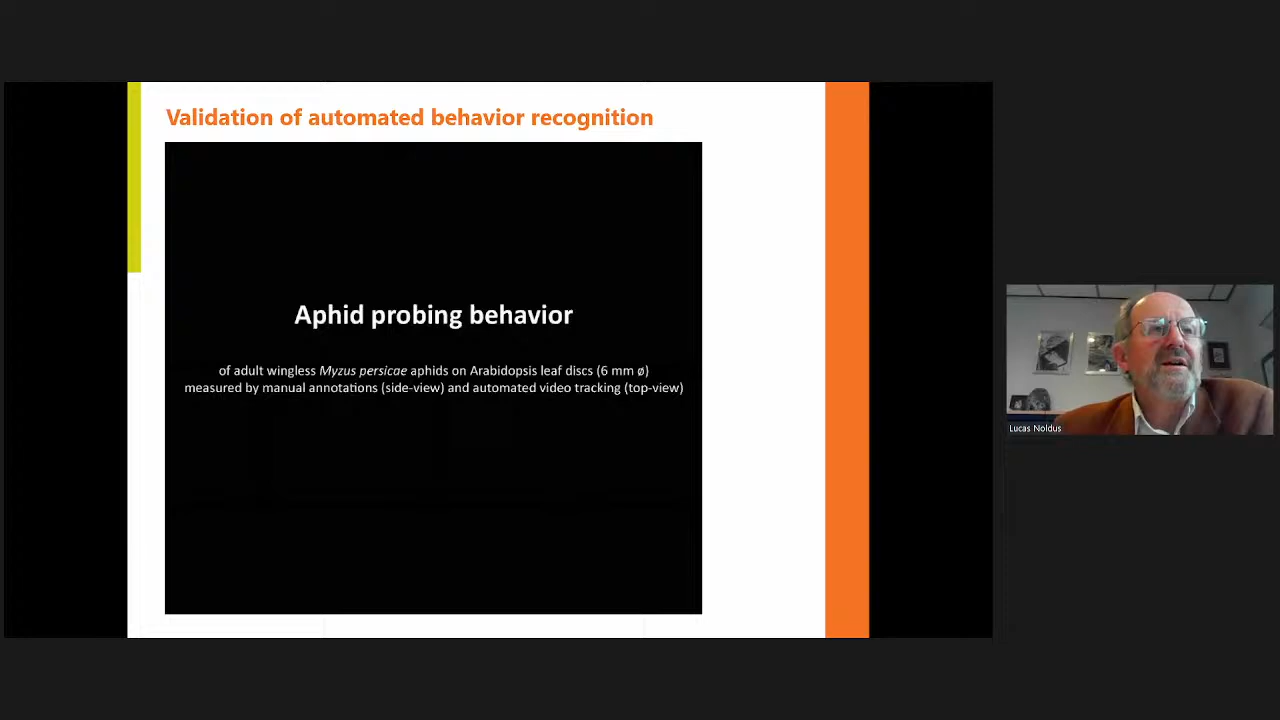 Validation of automated behavior recognition
Aphid probing behavior
of adult wingless Myzus persicae aphids on Arabidopsis leaf discs (6 mm ø)
measured by manual annotations (side-view) and automated video tracking (top-view)
Lucas Noldus